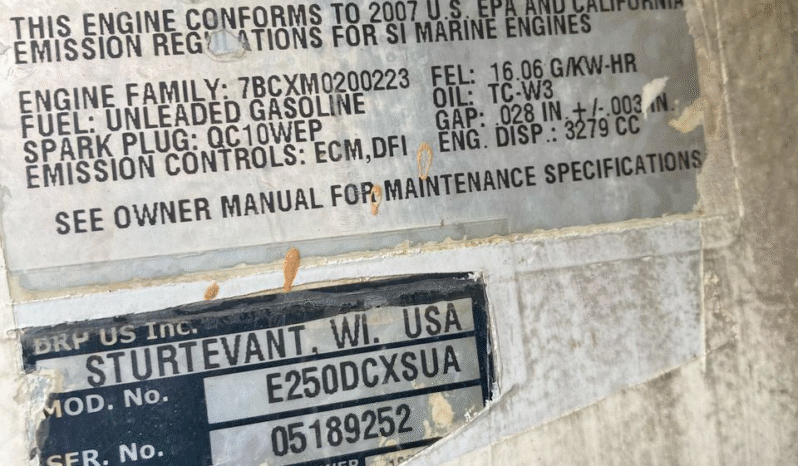 THIS ENGINE CONFORMS TO 2007 U.S. EPA AND CALIFORNIA
EMISSION REGULATIONS FOR SI MARINE ENGINES
ENGINE FAMILY: 7BCXM0200223 FEL: 16.06 G/KW-HR
FUEL: UNLEADED GASOLINE OIL: TC-W3
SPARK PLUG: QC10WEP GAP: .028 IN.+/-.003 IN.
EMISSION CONTROLS: ECM,DFI ENG. DISP.: 3279 CC
SEE OWNER MANUAL FOR MAINTENANCE SPECIFICATIONS
BRP US Inc.
STURTEVANT, WI. USA
MOD. No. E250DCXSUA
SER. No. 05189252